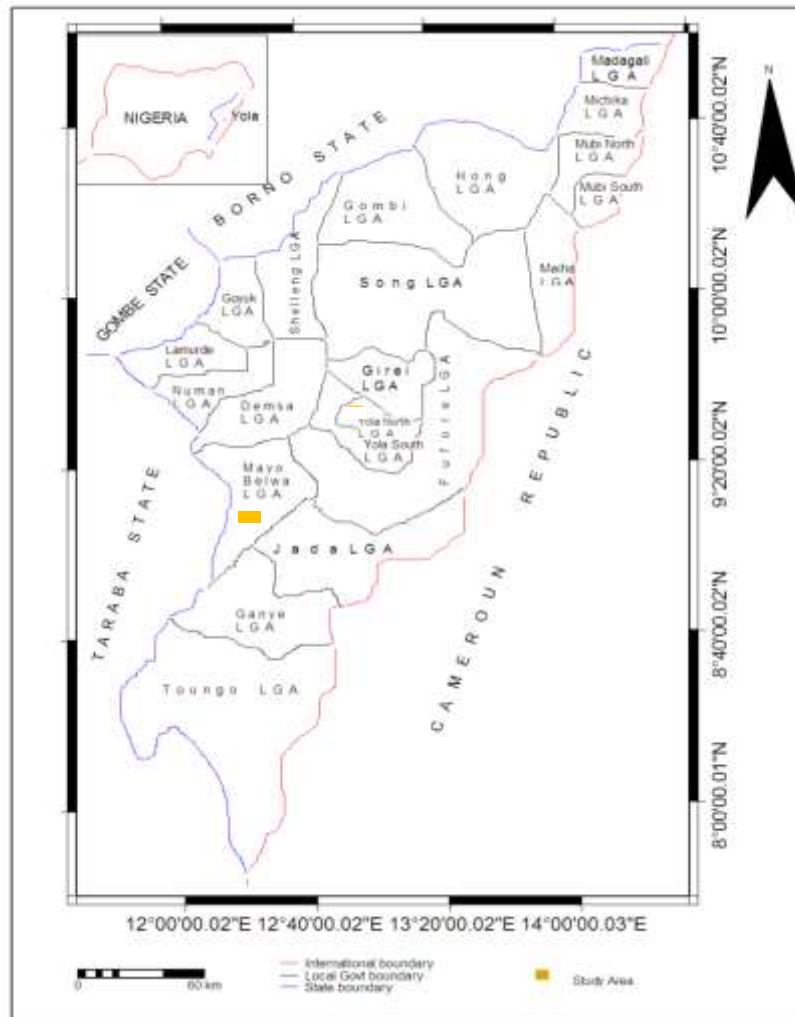 NIGERIA
Yola
N
BORNO STATE
GOMBE STATE
TARABA STATE
CAMEROUN REPUBLIC
Madagali
LGA
Michika
LGA
Mubi North
LGA
Mubi South
LGA
Hong
LGA
Gombi
LGA
Maiha
LGA
Shelleng LGA
Song LGA
Guyuk
LGA
Lamurde
LGA
Girei
LGA
Numan
LGA
Demsa
LGA
Yola North
LGA
Yola South
LGA
Fufore LGA
Mayo
Belwa
LGA
Jada LGA
Ganye
LGA
Toungo LGA
10°40'00.02"N
10°00'00.02"N
9°20'00.02"N
8°40'00.02"N
8°00'00.01"N
12°00'00.02"E 12°40'00.02"E 13°20'00.02"E 14°00'00.03"E
0 60 km
International boundary
Local Govt boundary
State boundary
Study Area